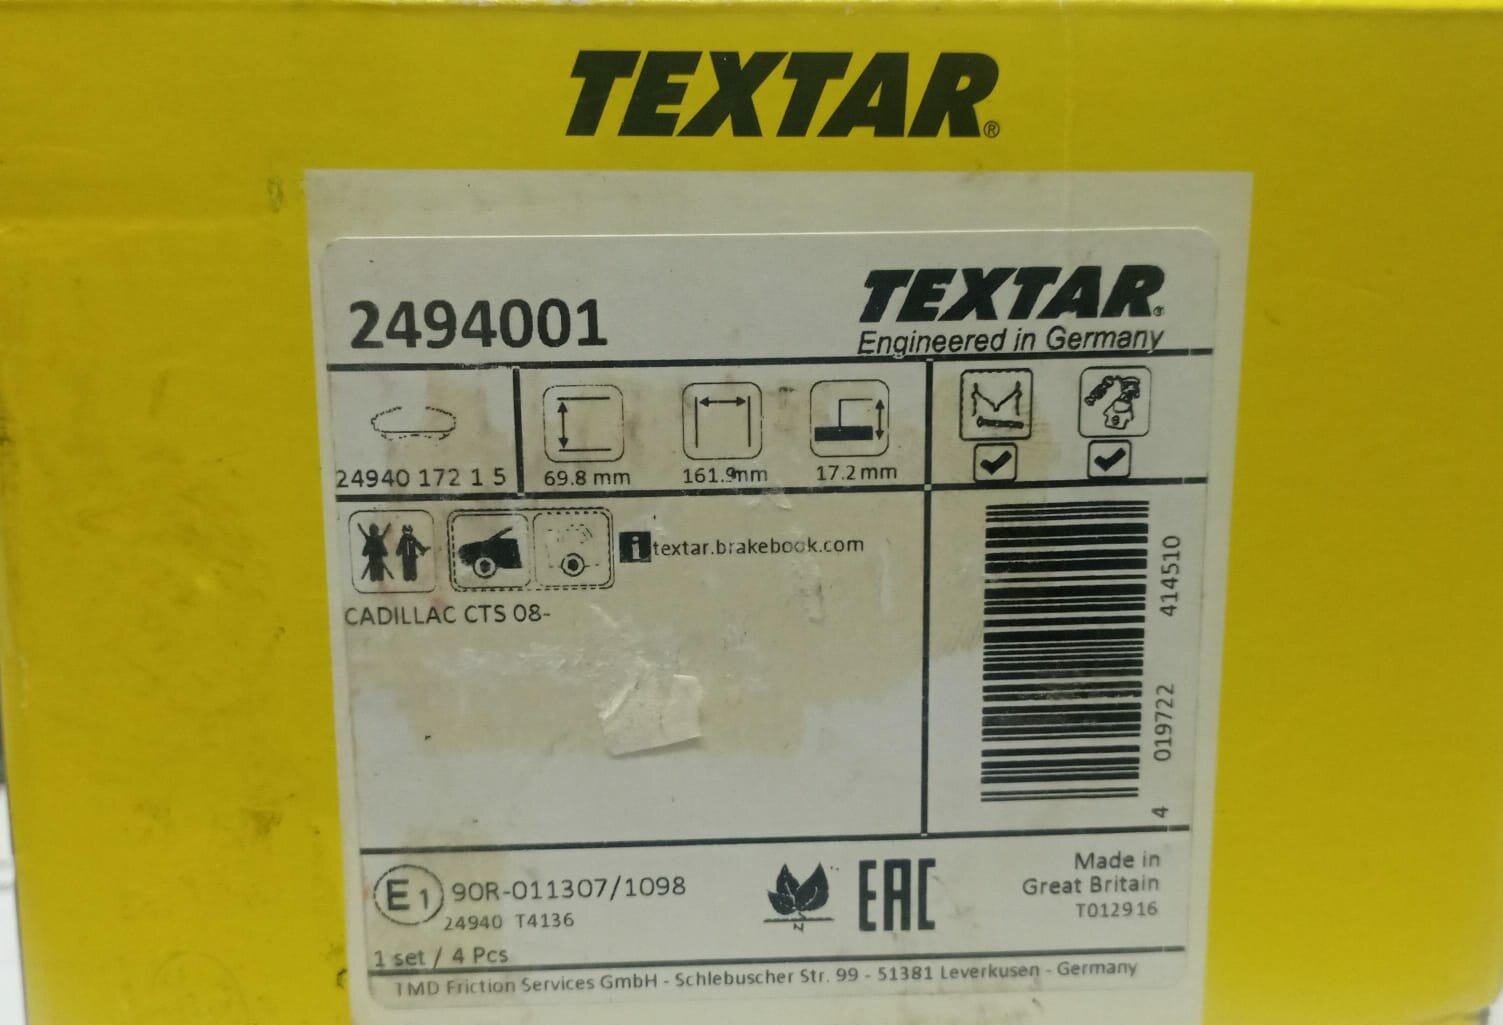 TEXTAR®
2494001
TEXTAR®
Engineered in Germany
24940 172 1 5
69.8 mm
161.9mm
17.2 mm
9
i textar.brakebook.com
CADILLAC CTS 08-
4 019722 414510
E1 90R-011307/1098
24940 T4136
N
EAC
Made in
Great Britain
T012916
1 set / 4 Pcs
TMD Friction Services GmbH - Schlebuscher Str. 99 - 51381 Leverkusen - Germany